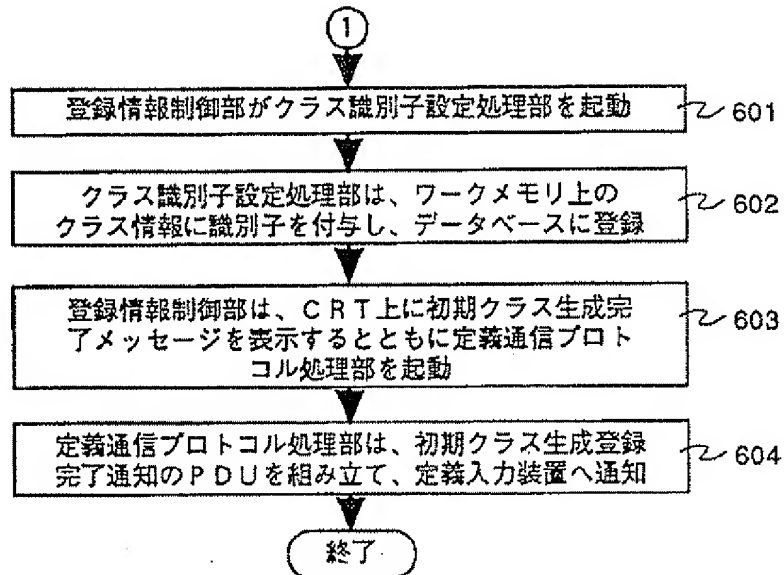 1
登録情報制御部がクラス識別子設定処理部を起動
601
クラス識別子設定処理部は、ワークメモリ上の
クラス情報に識別子を付与し、データベースに登録
602
登録情報制御部は、CRT上に初期クラス生成完
了メッセージを表示するとともに定義通信プロト
コル処理部を起動
603
定義通信プロトコル処理部は、初期クラス生成登録
完了通知のPDUを組み立て、定義入力装置へ通知
604
終了